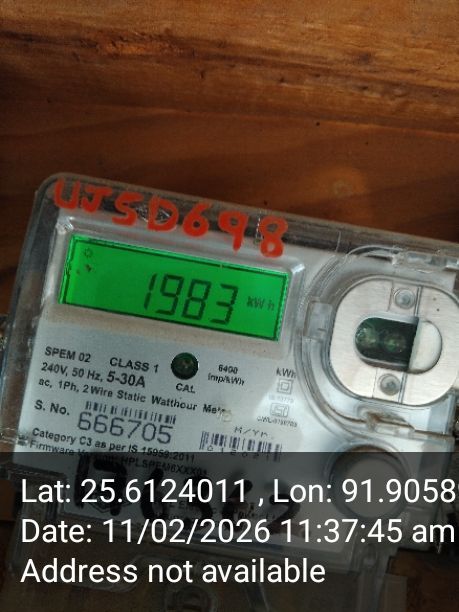 UJSD698
1983 kWh
SPEM 02 CLASS 1
240V, 50 Hz, 5-30A
ac, 1Ph, 2 Wire Static Watthour
CAL
6400
imp/kWh
kWh
S. No.
666705
M/YR.
Category C3 as per IS 15959:2011
Lat: 25.6124011 , Lon: 91.9058
Date: 11/02/2026 11:37:45 am
Address not available